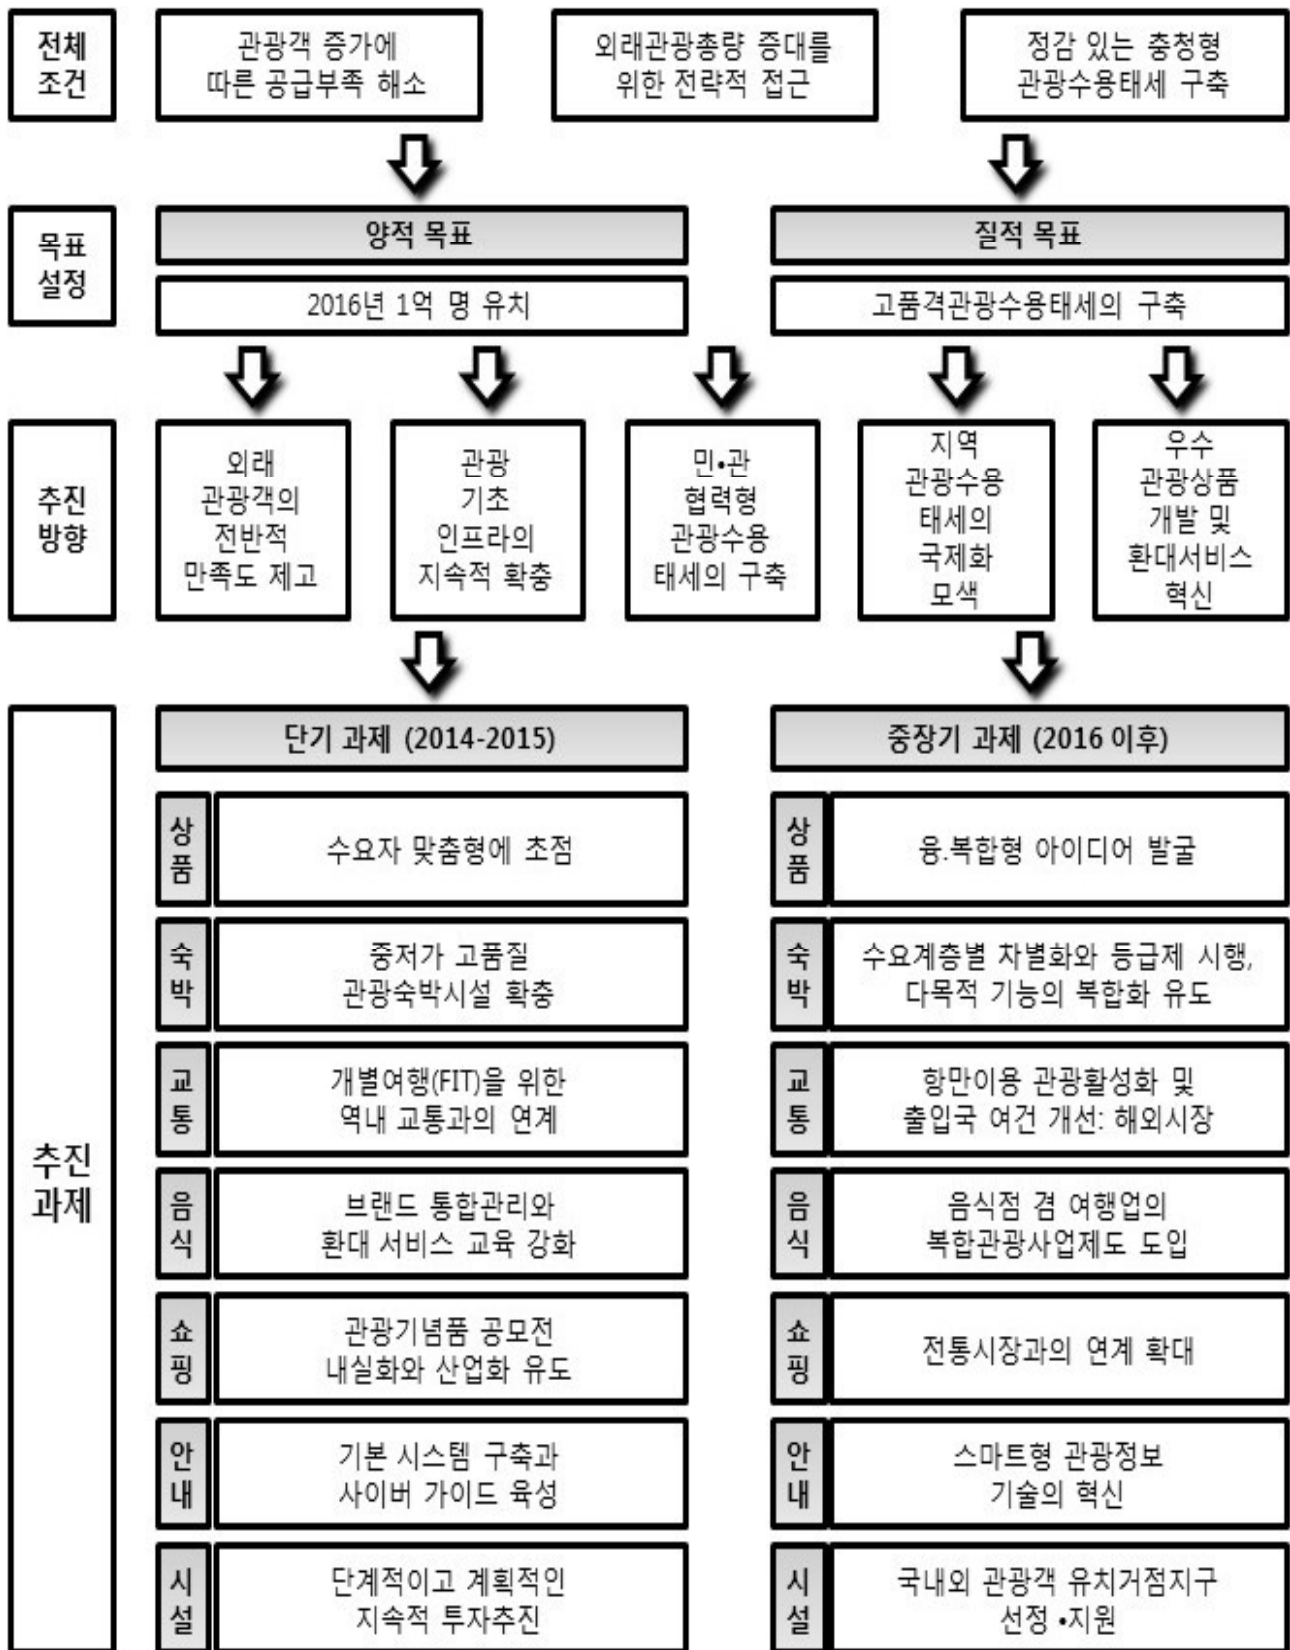 전체
조건
관광객 증가에
따른 공급부족 해소
외래관광총량 증대를
위한 전략적 접근
정감 있는 충청형
관광수용태세 구축
목표
설정
양적 목표
2016년 1억 명 유치
질적 목표
고품격관광수용태세의 구축
추진
방향
외래
관광객의
전반적
만족도 제고
관광
기초
인프라의
지속적 확충
민•관
협력형
관광수용
태세의 구축
지역
관광수용
태세의
국제화
모색
우수
관광상품
개발 및
환대서비스
혁신
추진
과제
단기 과제 (2014-2015)
상
품
수요자 맞춤형에 초점
숙
박
중저가 고품질
관광숙박시설 확충
교
통
개별여행(FIT)을 위한
역내 교통과의 연계
음
식
브랜드 통합관리와
환대 서비스 교육 강화
쇼
핑
관광기념품 공모전
내실화와 산업화 유도
안
내
기본 시스템 구축과
사이버 가이드 육성
시
설
단계적이고 계획적인
지속적 투자추진
중장기 과제 (2016 이후)
상
품
융.복합형 아이디어 발굴
숙
박
수요계층별 차별화와 등급제 시행,
다목적 기능의 복합화 유도
교
통
항만이용 관광활성화 및
출입국 여건 개선: 해외시장
음
식
음식점 겸 여행업의
복합관광사업제도 도입
쇼
핑
전통시장과의 연계 확대
안
내
스마트형 관광정보
기술의 혁신
시
설
국내외 관광객 유치거점지구
선정 •지원